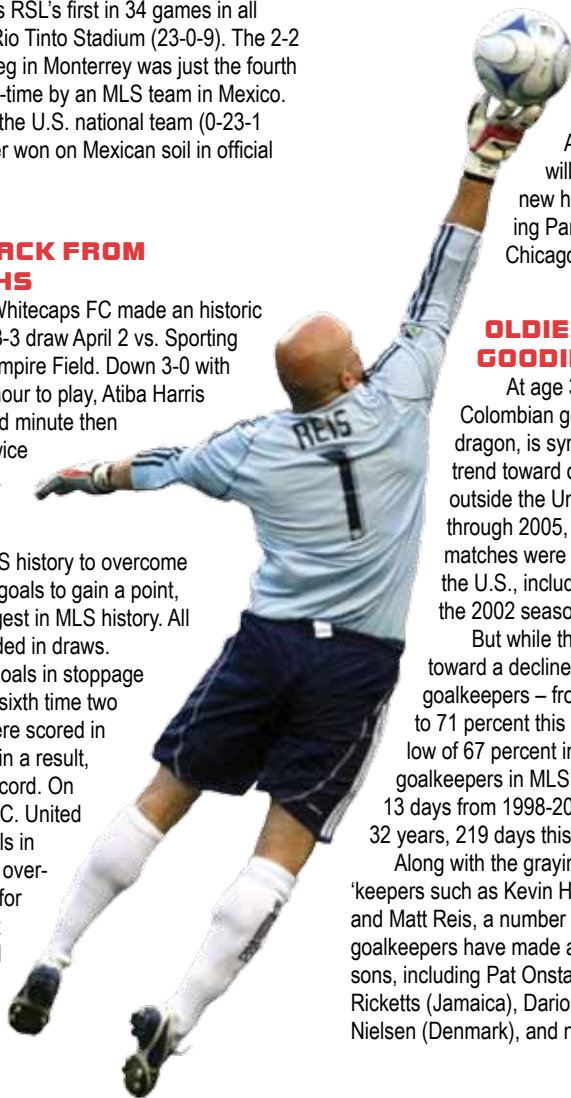 s RSL's first in 34 games in all
Rio Tinto Stadium (23-0-9). The 2-2
leg in Monterrey was just the fourth
-time by an MLS team in Mexico.
the U.S. national team (0-23-1
er won on Mexican soil in official
ACK FROM
HS
Whitecaps FC made an historic
3-3 draw April 2 vs. Sporting
mpire Field. Down 3-0 with
hour to play, Atiba Harris
d minute then
vice
S history to overcome
goals to gain a point,
gest in MLS history. All
ded in draws.
oals in stoppage
sixth time two
ere scored in
in a result,
cord. On
C. United
ls in
over-
for
REIS
1
A
will
new h
ing Par
Chicago
OLDIE
GOODI
At age 3
Colombian g
dragon, is syn
trend toward o
outside the Un
through 2005,
matches were
the U.S., includ
the 2002 seaso
But while th
toward a decline
goalkeepers – fro
to 71 percent this
low of 67 percent in
goalkeepers in MLS
13 days from 1998-20
32 years, 219 days this
Along with the grayin
'keepers such as Kevin H
and Matt Reis, a number
goalkeepers have made a
sons, including Pat Onsta
Ricketts (Jamaica), Dario
Nielsen (Denmark), and n